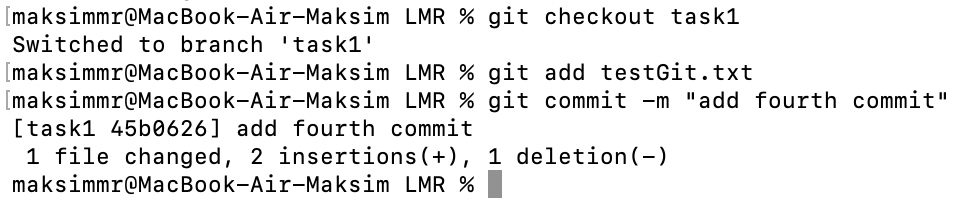 [maksimmr@MacBook-Air-Maksim LMR % git checkout task1
Switched to branch 'task1'
[maksimmr@MacBook-Air-Maksim LMR % git add testGit.txt
[maksimmr@MacBook-Air-Maksim LMR % git commit -m "add fourth commit"
[task1 45b0626] add fourth commit
 1 file changed, 2 insertions(+), 1 deletion(-)
maksimmr@MacBook-Air-Maksim LMR %